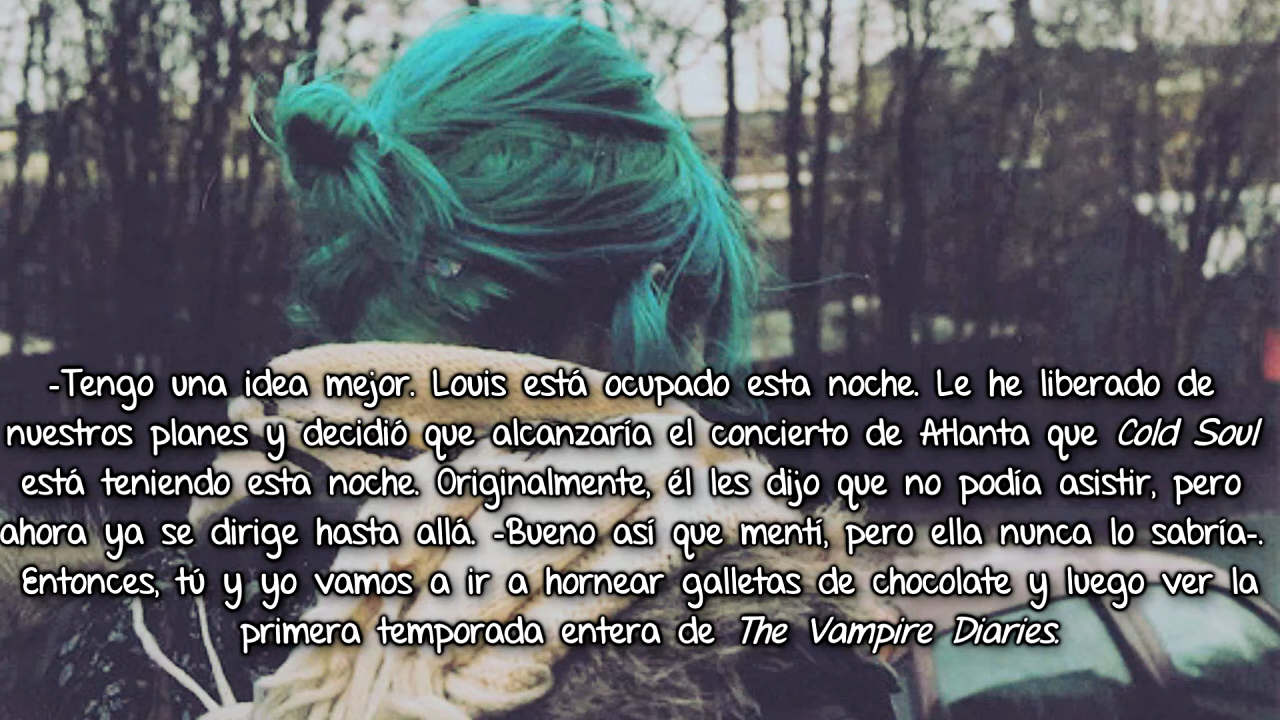 -Tengo una idea mejor. Louis está ocupado esta noche. Le he liberado de
nuestros planes y decidió que alcanzaría el concierto de Atlanta que Cold Soul
está teniendo esta noche. Originalmente, él les dijo que no podía asistir, pero
ahora ya se dirige hasta allá. -Bueno así que mentí, pero ella nunca lo sabría-.
Entonces, tú y yo vamos a ir a hornear galletas de chocolate y luego ver la
primera temporada entera de The Vampire Diaries.